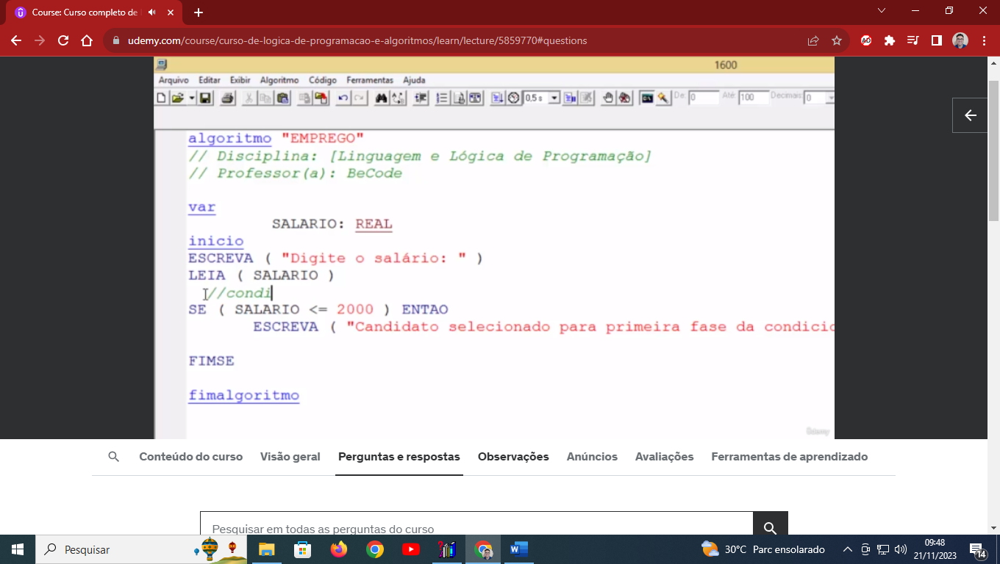 Course: Curso completo de
udemy.com/course/curso-de-logica-de-programacao-e-algoritmos/learn/lecture/5859770#questions
1600
Arquivo Editar Exibir Algoritmo Código Ferramentas Ajuda
0,5 s De: 0 Até: 100 Decimais: 0
algoritmo "EMPREGO"
// Disciplina: [Linguagem e Lógica de Programação]
// Professor(a): BeCode
var
SALARIO: REAL
inicio
ESCREVA ( "Digite o salário: " )
LEIA ( SALARIO )
//condi
SE ( SALARIO <= 2000 ) ENTAO
ESCREVA ( "Candidato selecionado para primeira fase da condici
FIMSE
fimalgoritmo
Udemy
Conteúdo do curso Visão geral Perguntas e respostas Observações Anúncios Avaliações Ferramentas de aprendizado
Pesquisar em todas as perguntas do curso
Pesquisar 30°C Parc ensolarado 09:48
21/11/2023 14